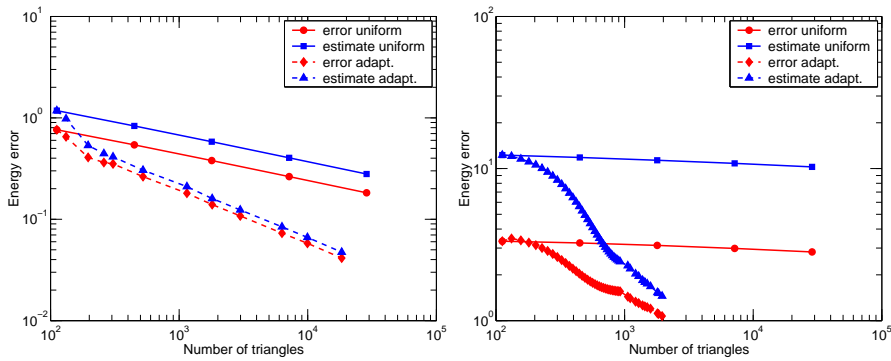 10^1
10^0
10^-1
10^-2
Energy error
10^2 10^3 10^4 10^5
Number of triangles
error uniform
estimate uniform
error adapt.
estimate adapt.
10^2
10^1
10^0
Energy error
10^2 10^3 10^4 10^5
Number of triangles
error uniform
estimate uniform
error adapt.
estimate adapt.